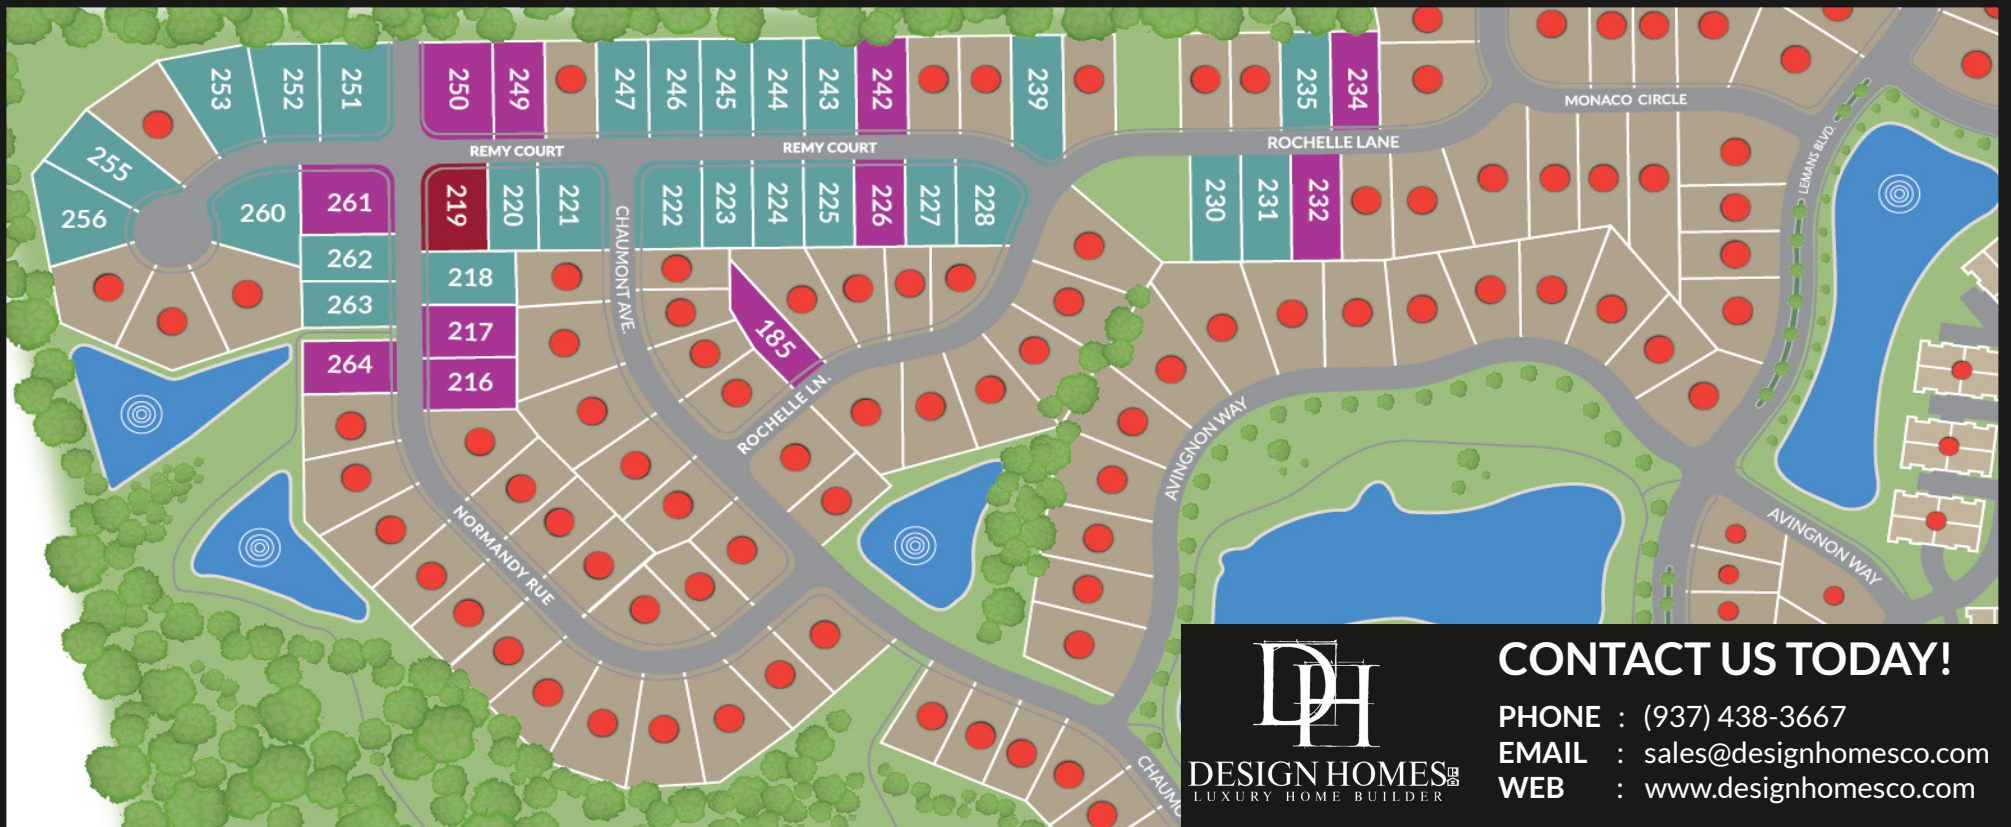 253
252
251
250
249
247
246
245
244
243
242
239
235
234
MONACO CIRCLE
255
REMY COURT
REMY COURT
ROCHELLE LANE
LEMANS BLVD.
256
260
261
219
220
221
CHAUMONT AVE.
222
223
224
225
226
227
228
230
231
232
262
218
263
217
185
264
216
ROCHELLE LN.
AVINGNON WAY
NORMANDY RUE
AVINGNON WAY
CHAUMO
DH
DESIGN HOMES
LUXURY HOME BUILDER
CONTACT US TODAY!
PHONE : (937) 438-3667
EMAIL : sales@designhomesco.com
WEB : www.designhomesco.com